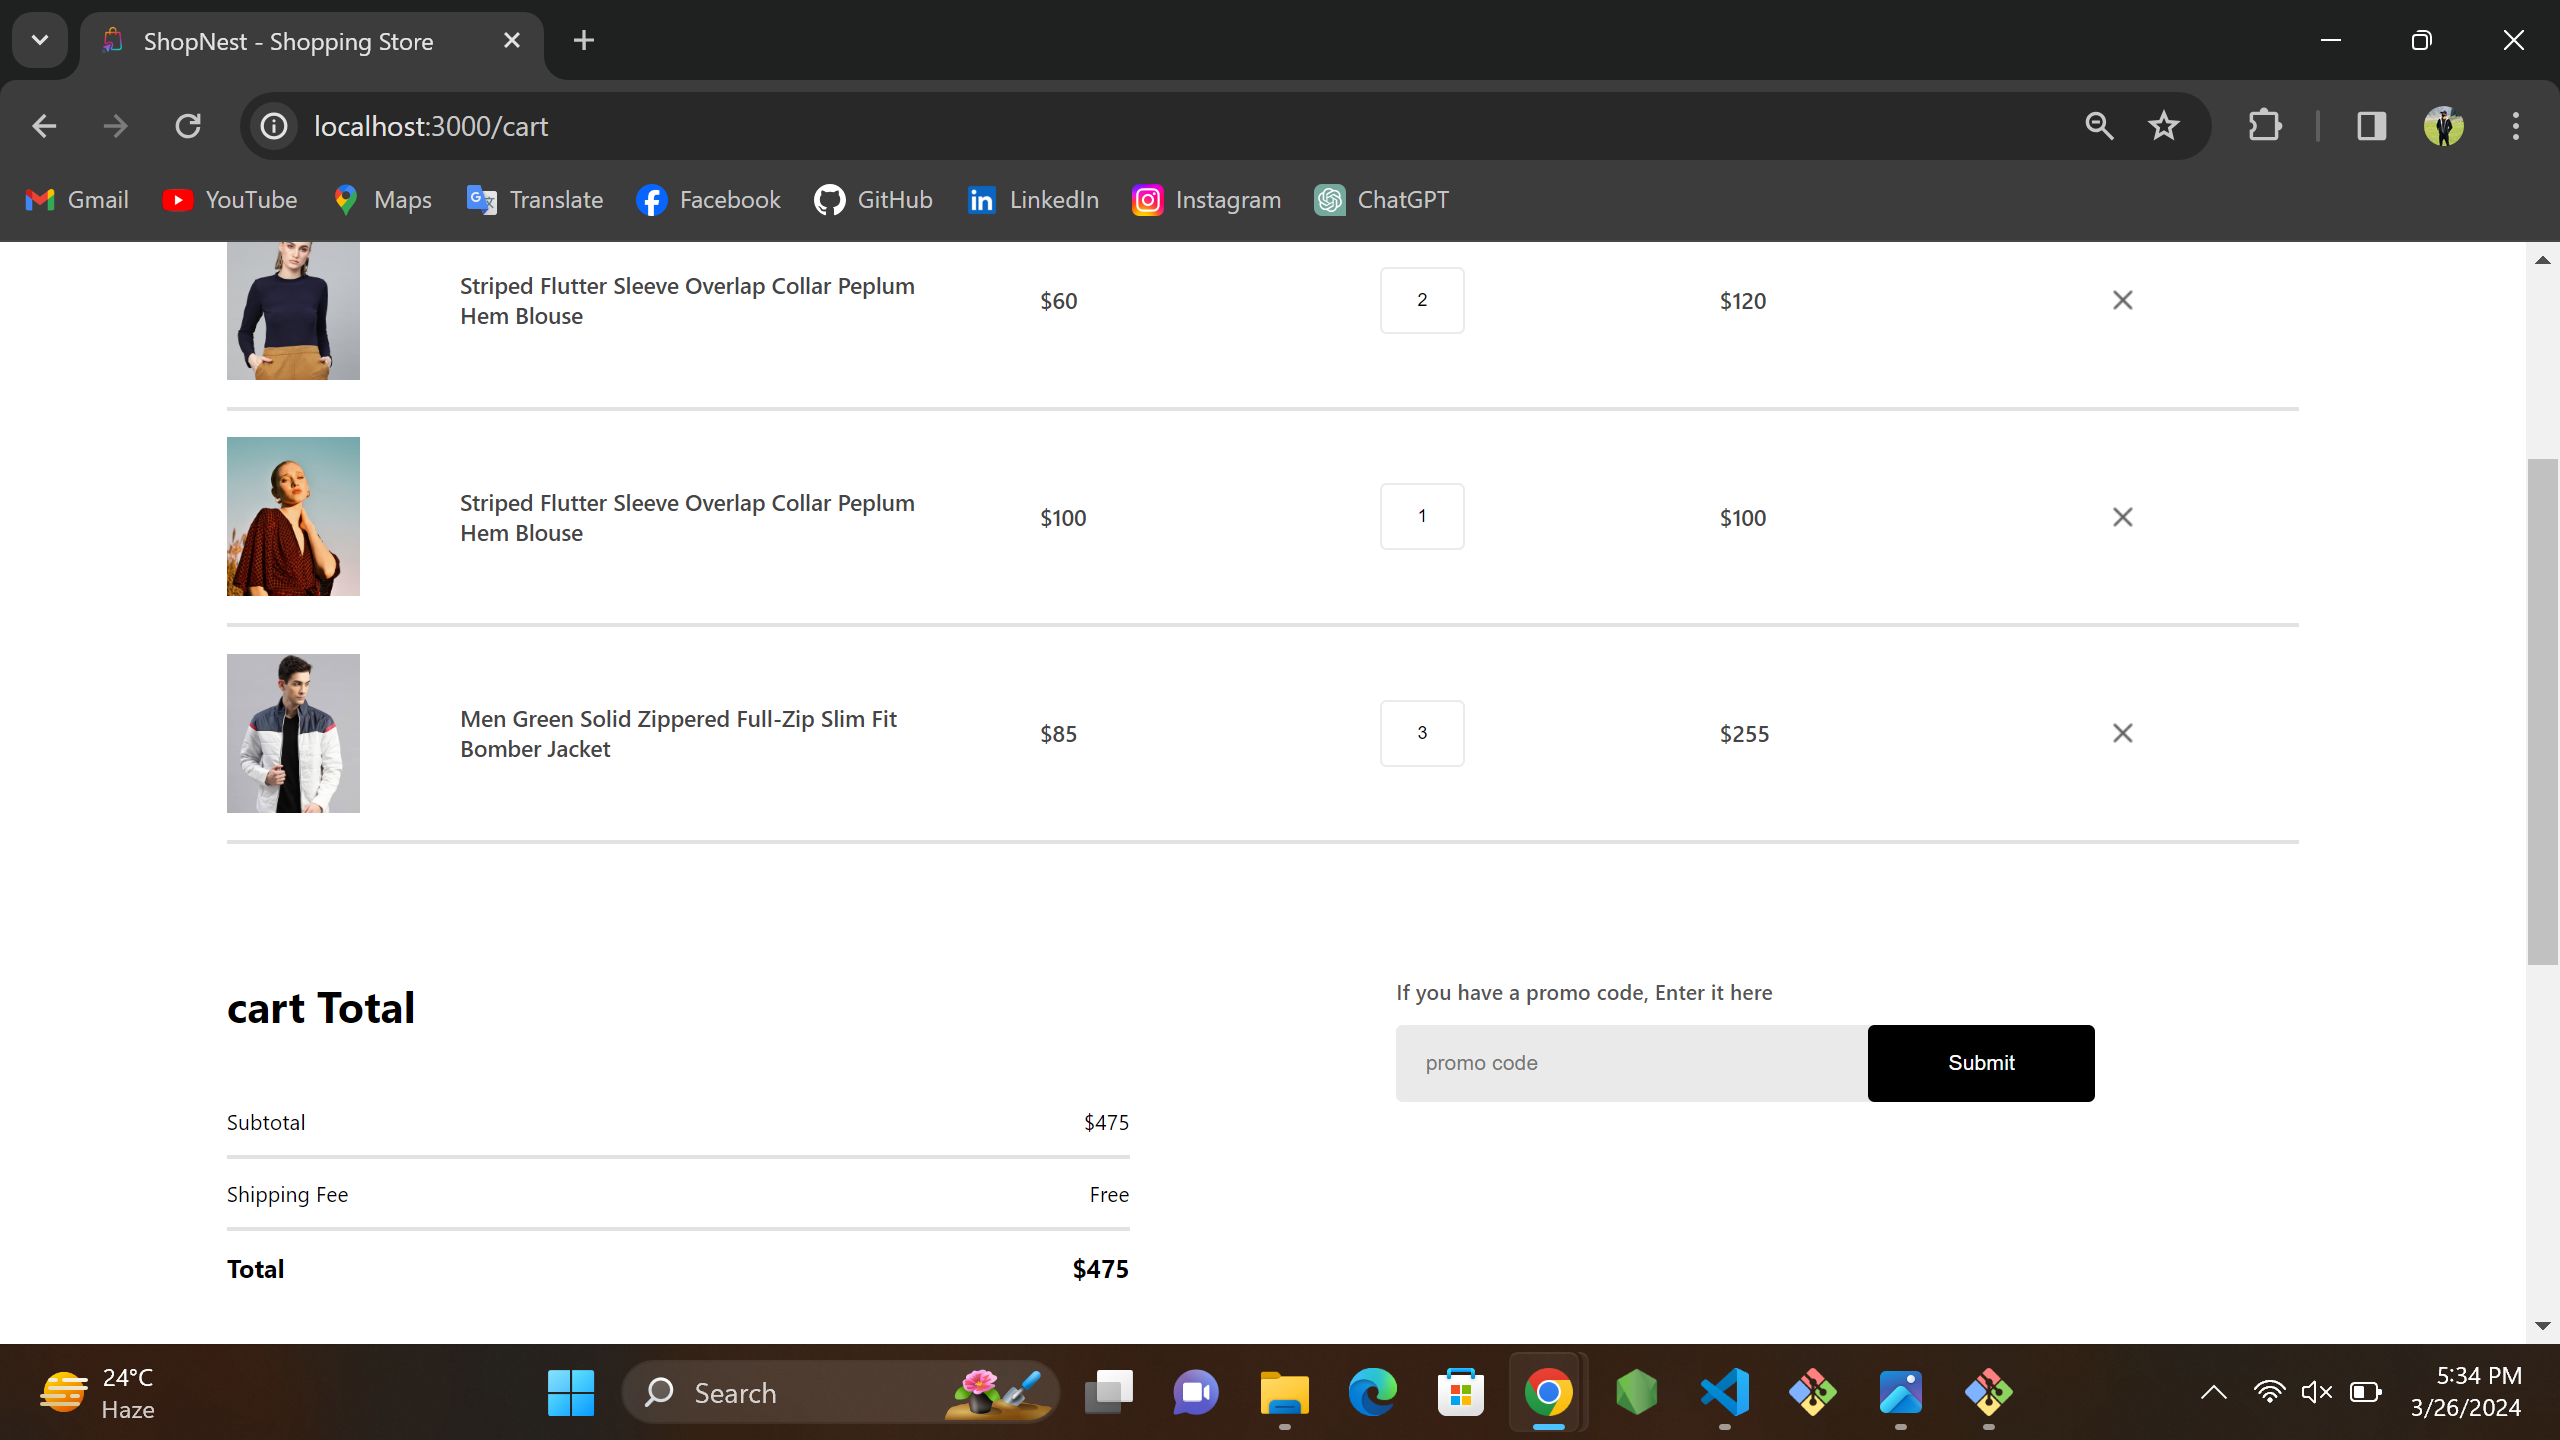 ShopNest - Shopping Store
localhost:3000/cart
Gmail YouTube Maps Translate Facebook GitHub LinkedIn Instagram ChatGPT
Striped Flutter Sleeve Overlap Collar Peplum
Hem Blouse
$60 2 $120
Striped Flutter Sleeve Overlap Collar Peplum
Hem Blouse
$100 1 $100
Men Green Solid Zippered Full-Zip Slim Fit
Bomber Jacket
$85 3 $255
cart Total
Subtotal $475
Shipping Fee Free
Total $475
If you have a promo code, Enter it here
promo code Submit
24°C
Haze
Search
5:34 PM
3/26/2024